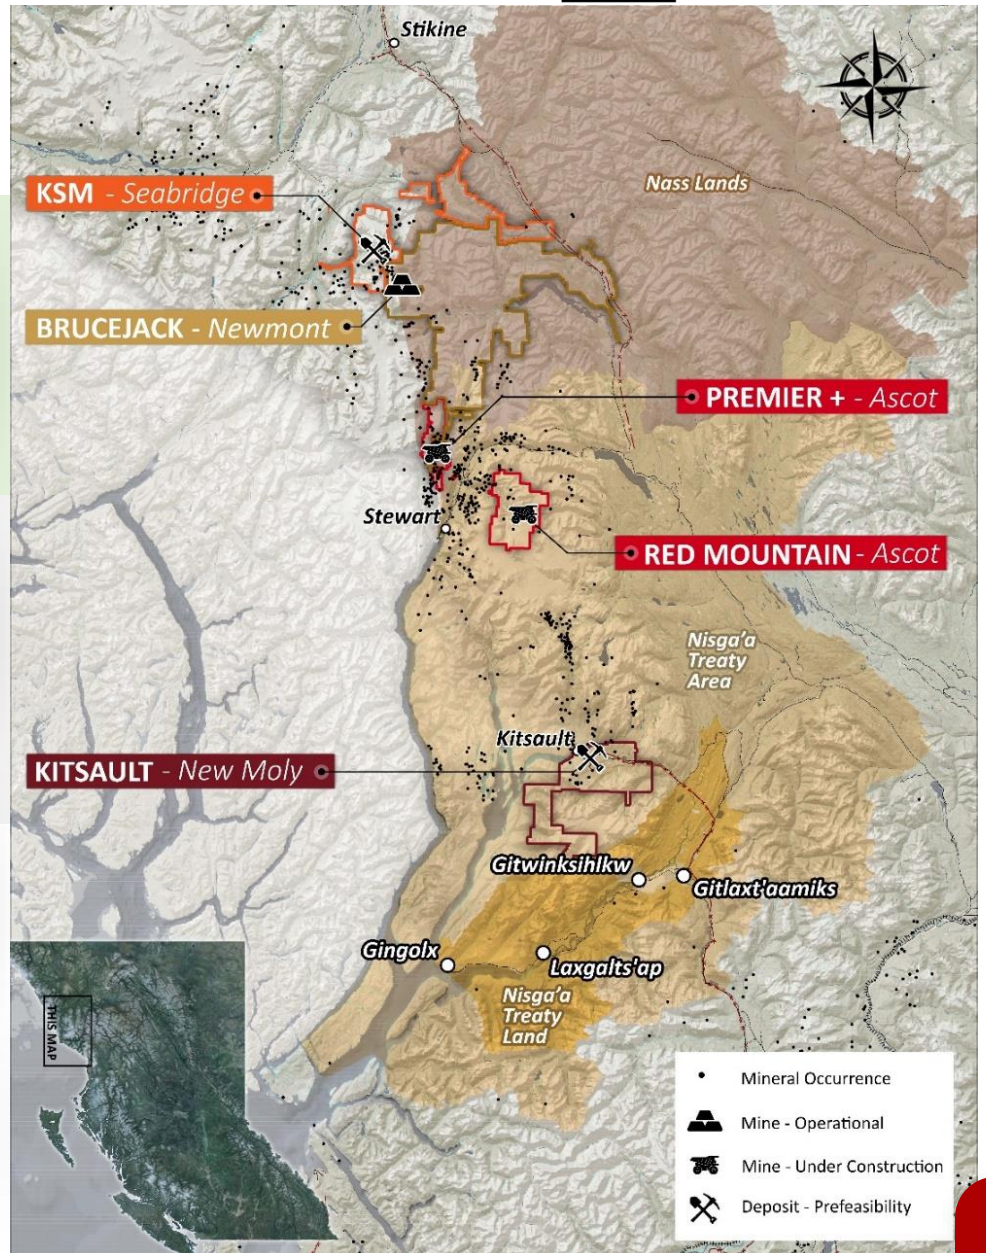 Stikine
Nass Lands
KSM - Seabridge
BRUCEJACK - Newmont
PREMIER + - Ascot
Stewart
RED MOUNTAIN - Ascot
Nisga'a
Treaty
Area
Kitsault
KITSAULT - New Moly
Gitwinksihlkw
Gitlaxt'aamiks
Gingolx
Laxgalts'ap
Nisga'a
Treaty
Land
THIS MAP
Mineral Occurrence
Mine - Operational
Mine - Under Construction
Deposit - Prefeasibility